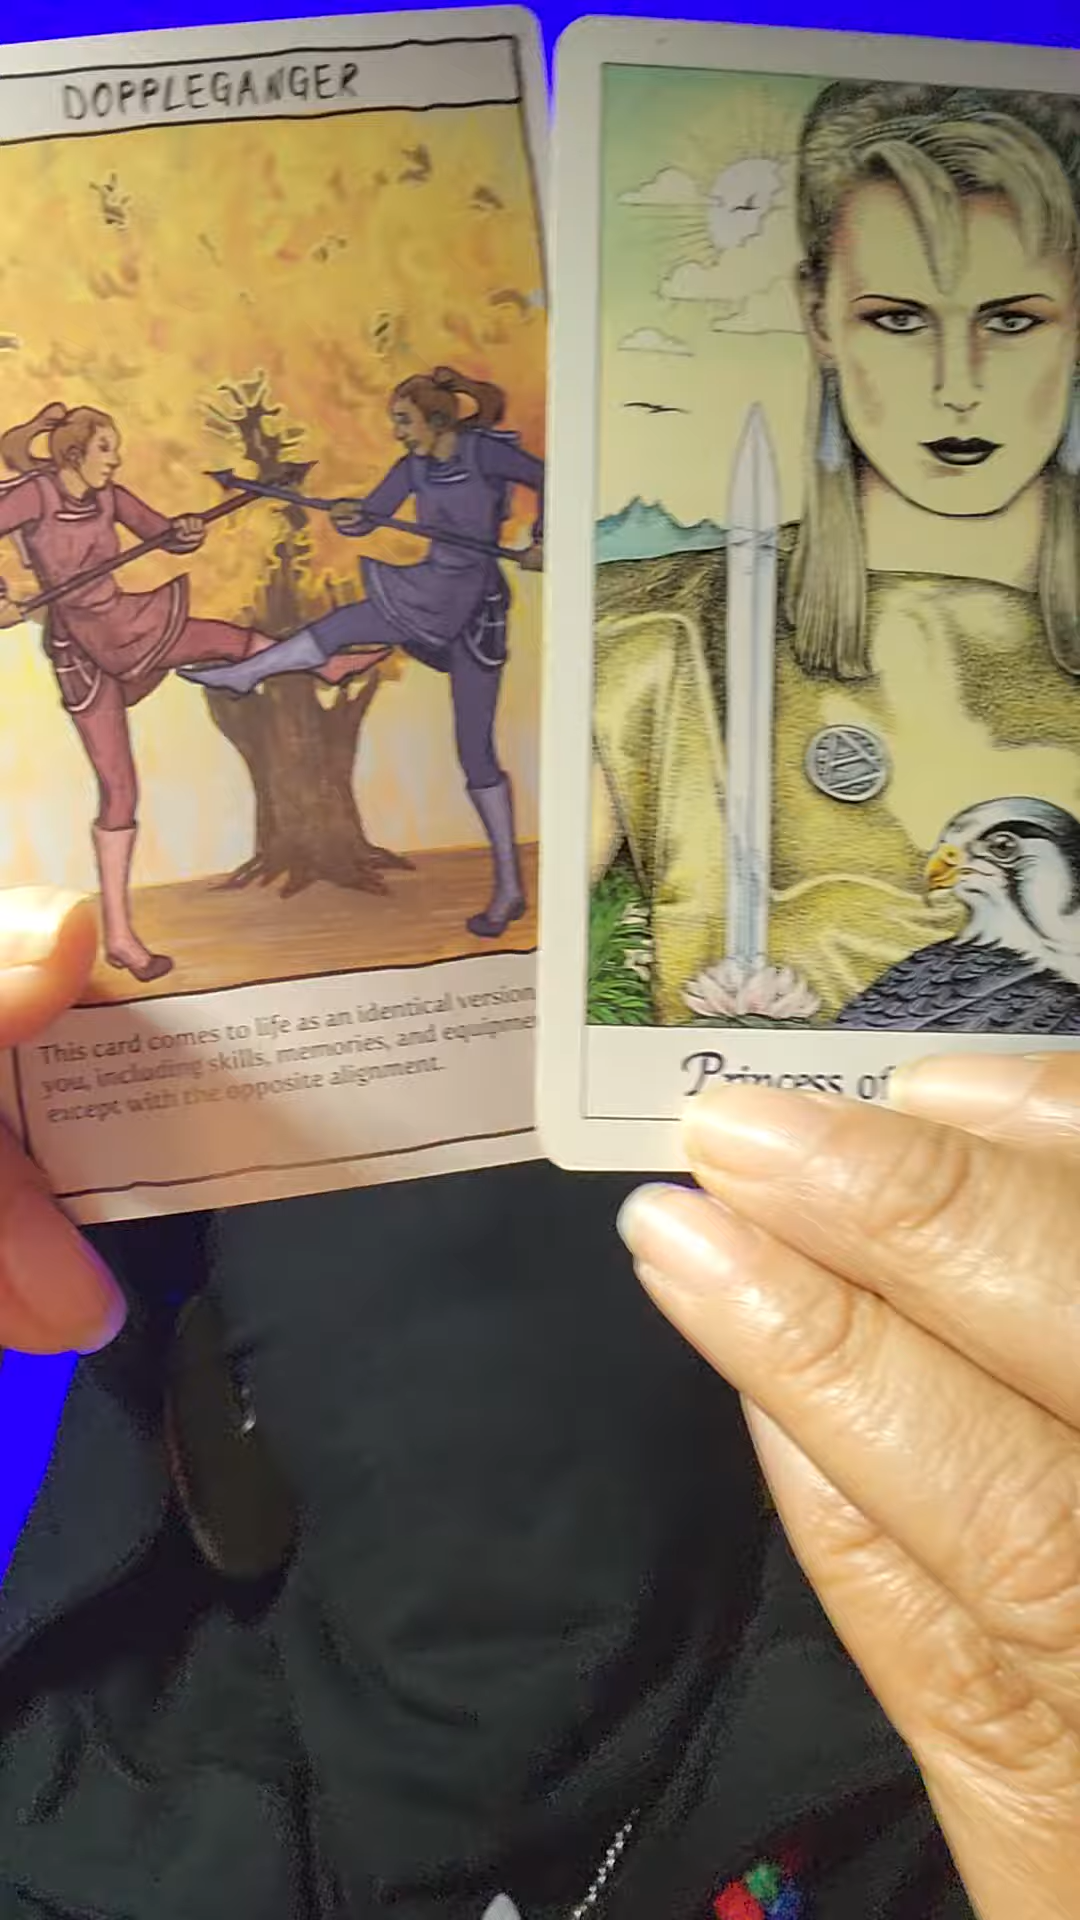 DOPPLEGANGER
This card comes to life as an identical version
you, including skills, memories, and equipme
except with the opposite alignment.
Princess of